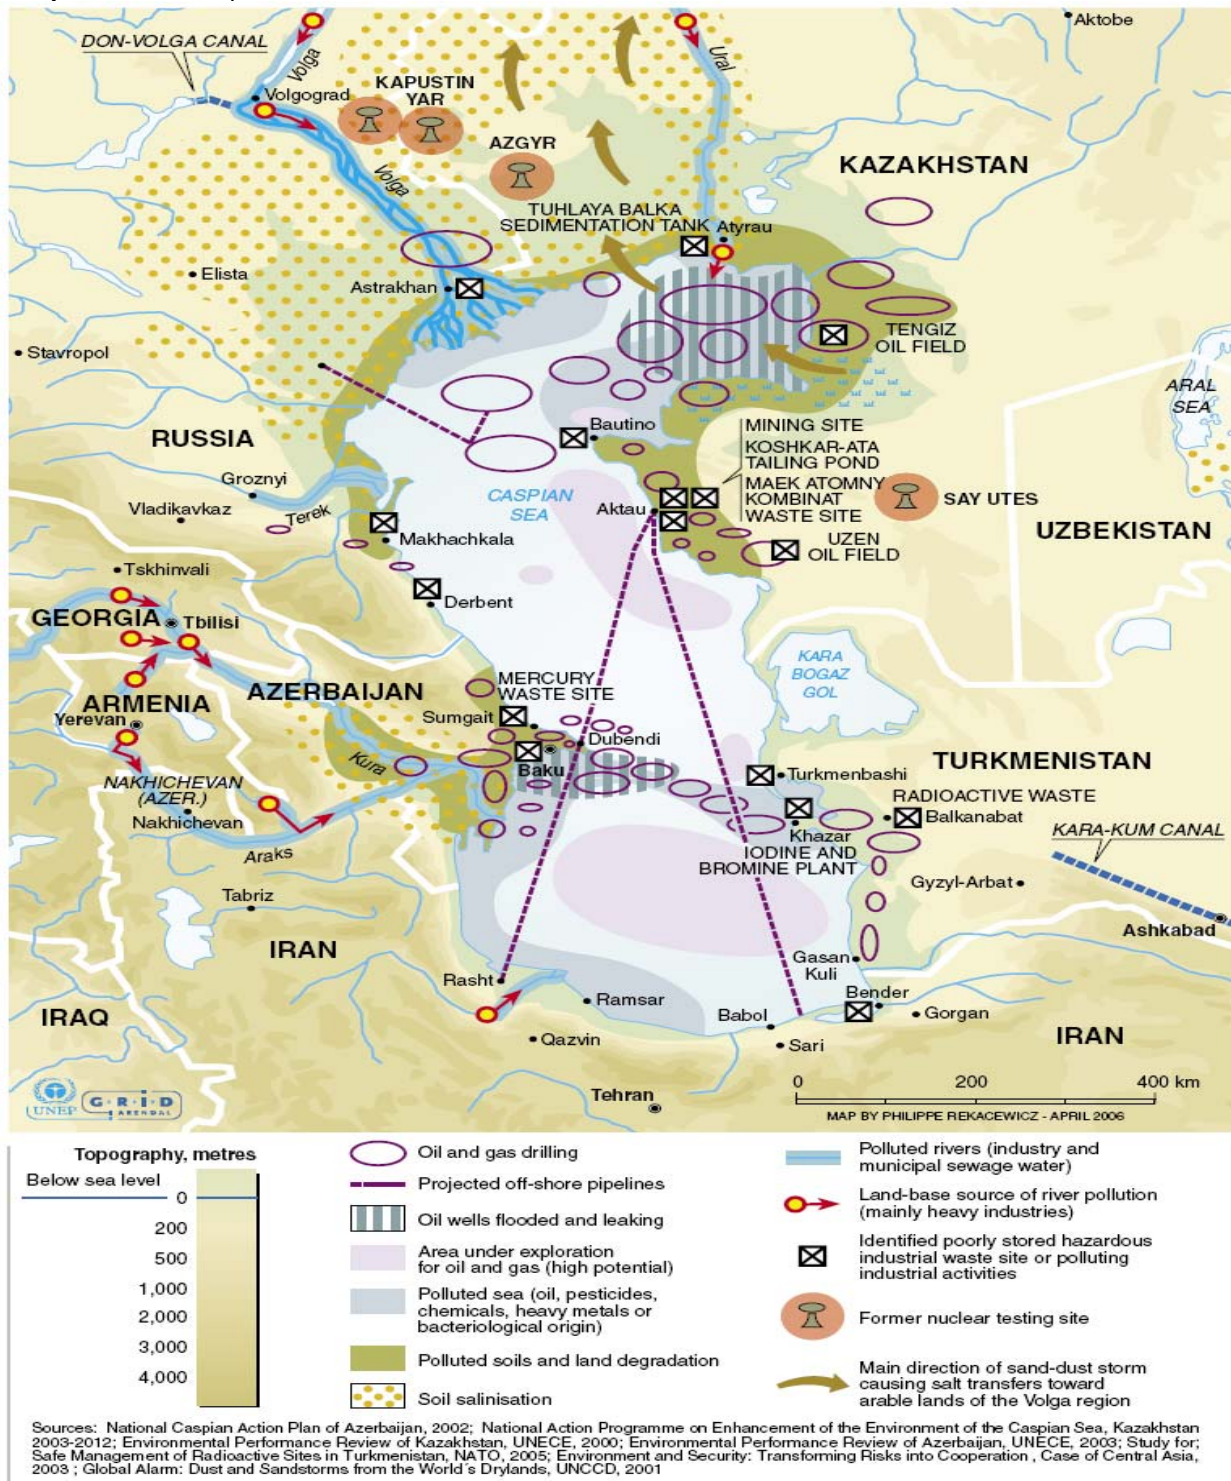 DON-VOLGA CANAL
Volga
Volgograd
KAPUSTIN
YAR
AZGYR
Volga
Ural
Aktobe
KAZAKHSTAN
TUHLAYA BALKA
SEDIMENTATION TANK
Atyrau
Elista
Astrakhan
Stavropol
TENGIZ
OIL FIELD
ARAL
SEA
RUSSIA
Bautino
MINING SITE
KOSHKAR-ATA
TAILING POND
MAEK ATOMNY
KOMBINAT
WASTE SITE
Groznyi
CASPIAN
SEA
Aktau
SAY UTES
Vladikavkaz
Terek
UZEN
OIL FIELD
UZBEKISTAN
Makhachkala
Tskhinvali
Derbent
GEORGIA
Tbilisi
KARA
BOGAZ
GOL
ARMENIA
AZERBAIJAN
MERCURY
WASTE SITE
Yerevan
Sumgait
Dubendi
Kura
Baku
TURKMENISTAN
NAKHICHEVAN
(AZER.)
Nakhichevan
Turkmenbashi
RADIOACTIVE WASTE
Balkanabat
Araks
Khazar
IODINE AND
BROMINE PLANT
KARA-KUM CANAL
Tabriz
Gyzyl-Arbat
IRAN
Ashkabad
Rasht
Gasan
Kuli
Ramsar
Bender
IRAQ
Babol
Gorgan
Qazvin
Sari
IRAN
Tehran
0 200 400 km
UNEP
G·R·I·D
ARENDAL
MAP BY PHILIPPE REKACEWICZ - APRIL 2006
Topography, metres
Below sea level
0
200
500
1,000
2,000
3,000
4,000
Oil and gas drilling
Projected off-shore pipelines
Oil wells flooded and leaking
Area under exploration
for oil and gas (high potential)
Polluted sea (oil, pesticides,
chemicals, heavy metals or
bacteriological origin)
Polluted soils and land degradation
Soil salinisation
Polluted rivers (industry and
municipal sewage water)
Land-base source of river pollution
(mainly heavy industries)
Identified poorly stored hazardous
industrial waste site or polluting
industrial activities
Former nuclear testing site
Main direction of sand-dust storm
causing salt transfers toward
arable lands of the Volga region
Sources: National Caspian Action Plan of Azerbaijan, 2002; National Action Programme on Enhancement of the Environment of the Caspian Sea, Kazakhstan
2003-2012; Environmental Performance Review of Kazakhstan, UNECE, 2000; Environmental Performance Review of Azerbaijan, UNECE, 2003; Study for;
Safe Management of Radioactive Sites in Turkmenistan, NATO, 2005; Environment and Security: Transforming Risks into Cooperation , Case of Central Asia,
2003 ; Global Alarm: Dust and Sandstorms from the World´s Drylands, UNCCD, 2001